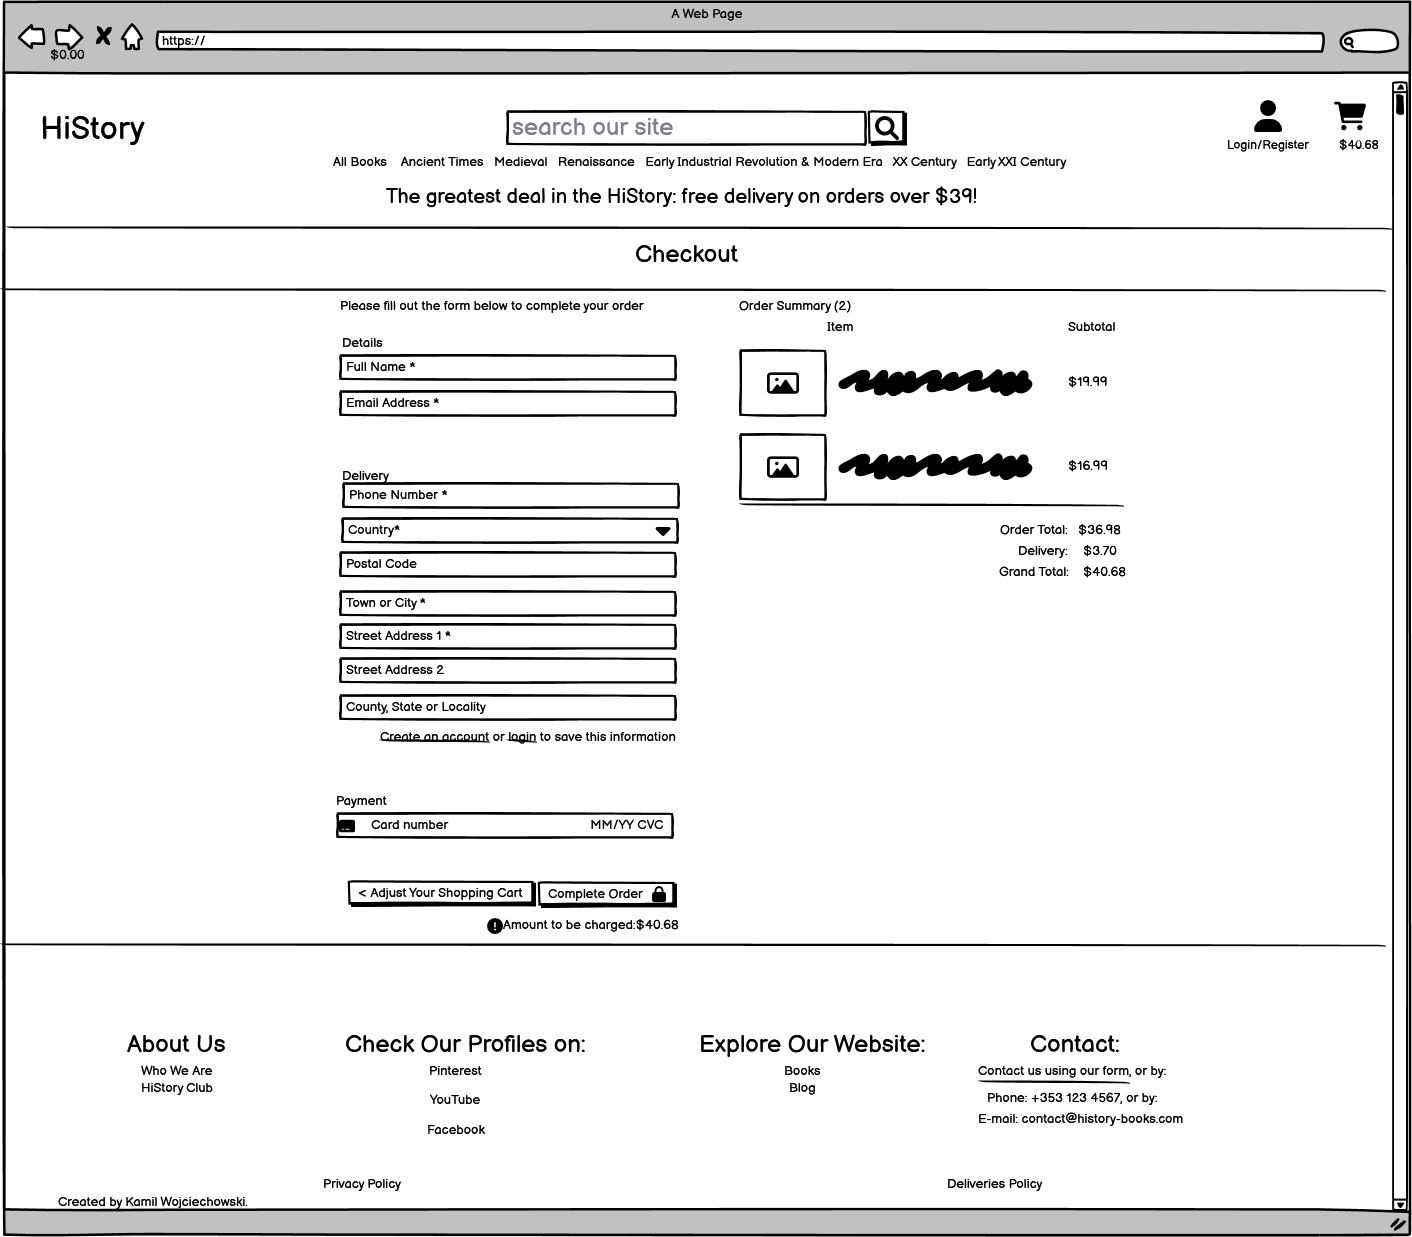 A Web Page
$0.00
https://
HiStory
search our site
Login/Register
$40.68
All Books Ancient Times Medieval Renaissance Early Industrial Revolution & Modern Era XX Century Early XXI Century
The greatest deal in the HiStory: free delivery on orders over $39!
Checkout
Please fill out the form below to complete your order
Details
Full Name *
Email Address *
Delivery
Phone Number *
Country*
Postal Code
Town or City *
Street Address 1 *
Street Address 2
County, State or Locality
Create an account or login to save this information
Payment
Card number MM/YY CVC
< Adjust Your Shopping Cart
Complete Order
Amount to be charged:$40.68
Order Summary (2)
Item Subtotal
$19.99
$16.99
Order Total: $36.98
Delivery: $3.70
Grand Total: $40.68
About Us
Who We Are
HiStory Club
Check Our Profiles on:
Pinterest
YouTube
Facebook
Explore Our Website:
Books
Blog
Contact:
Contact us using our form, or by:
Phone: +353 123 4567, or by:
E-mail: contact@history-books.com
Privacy Policy
Deliveries Policy
Created by Kamil Wojciechowski.